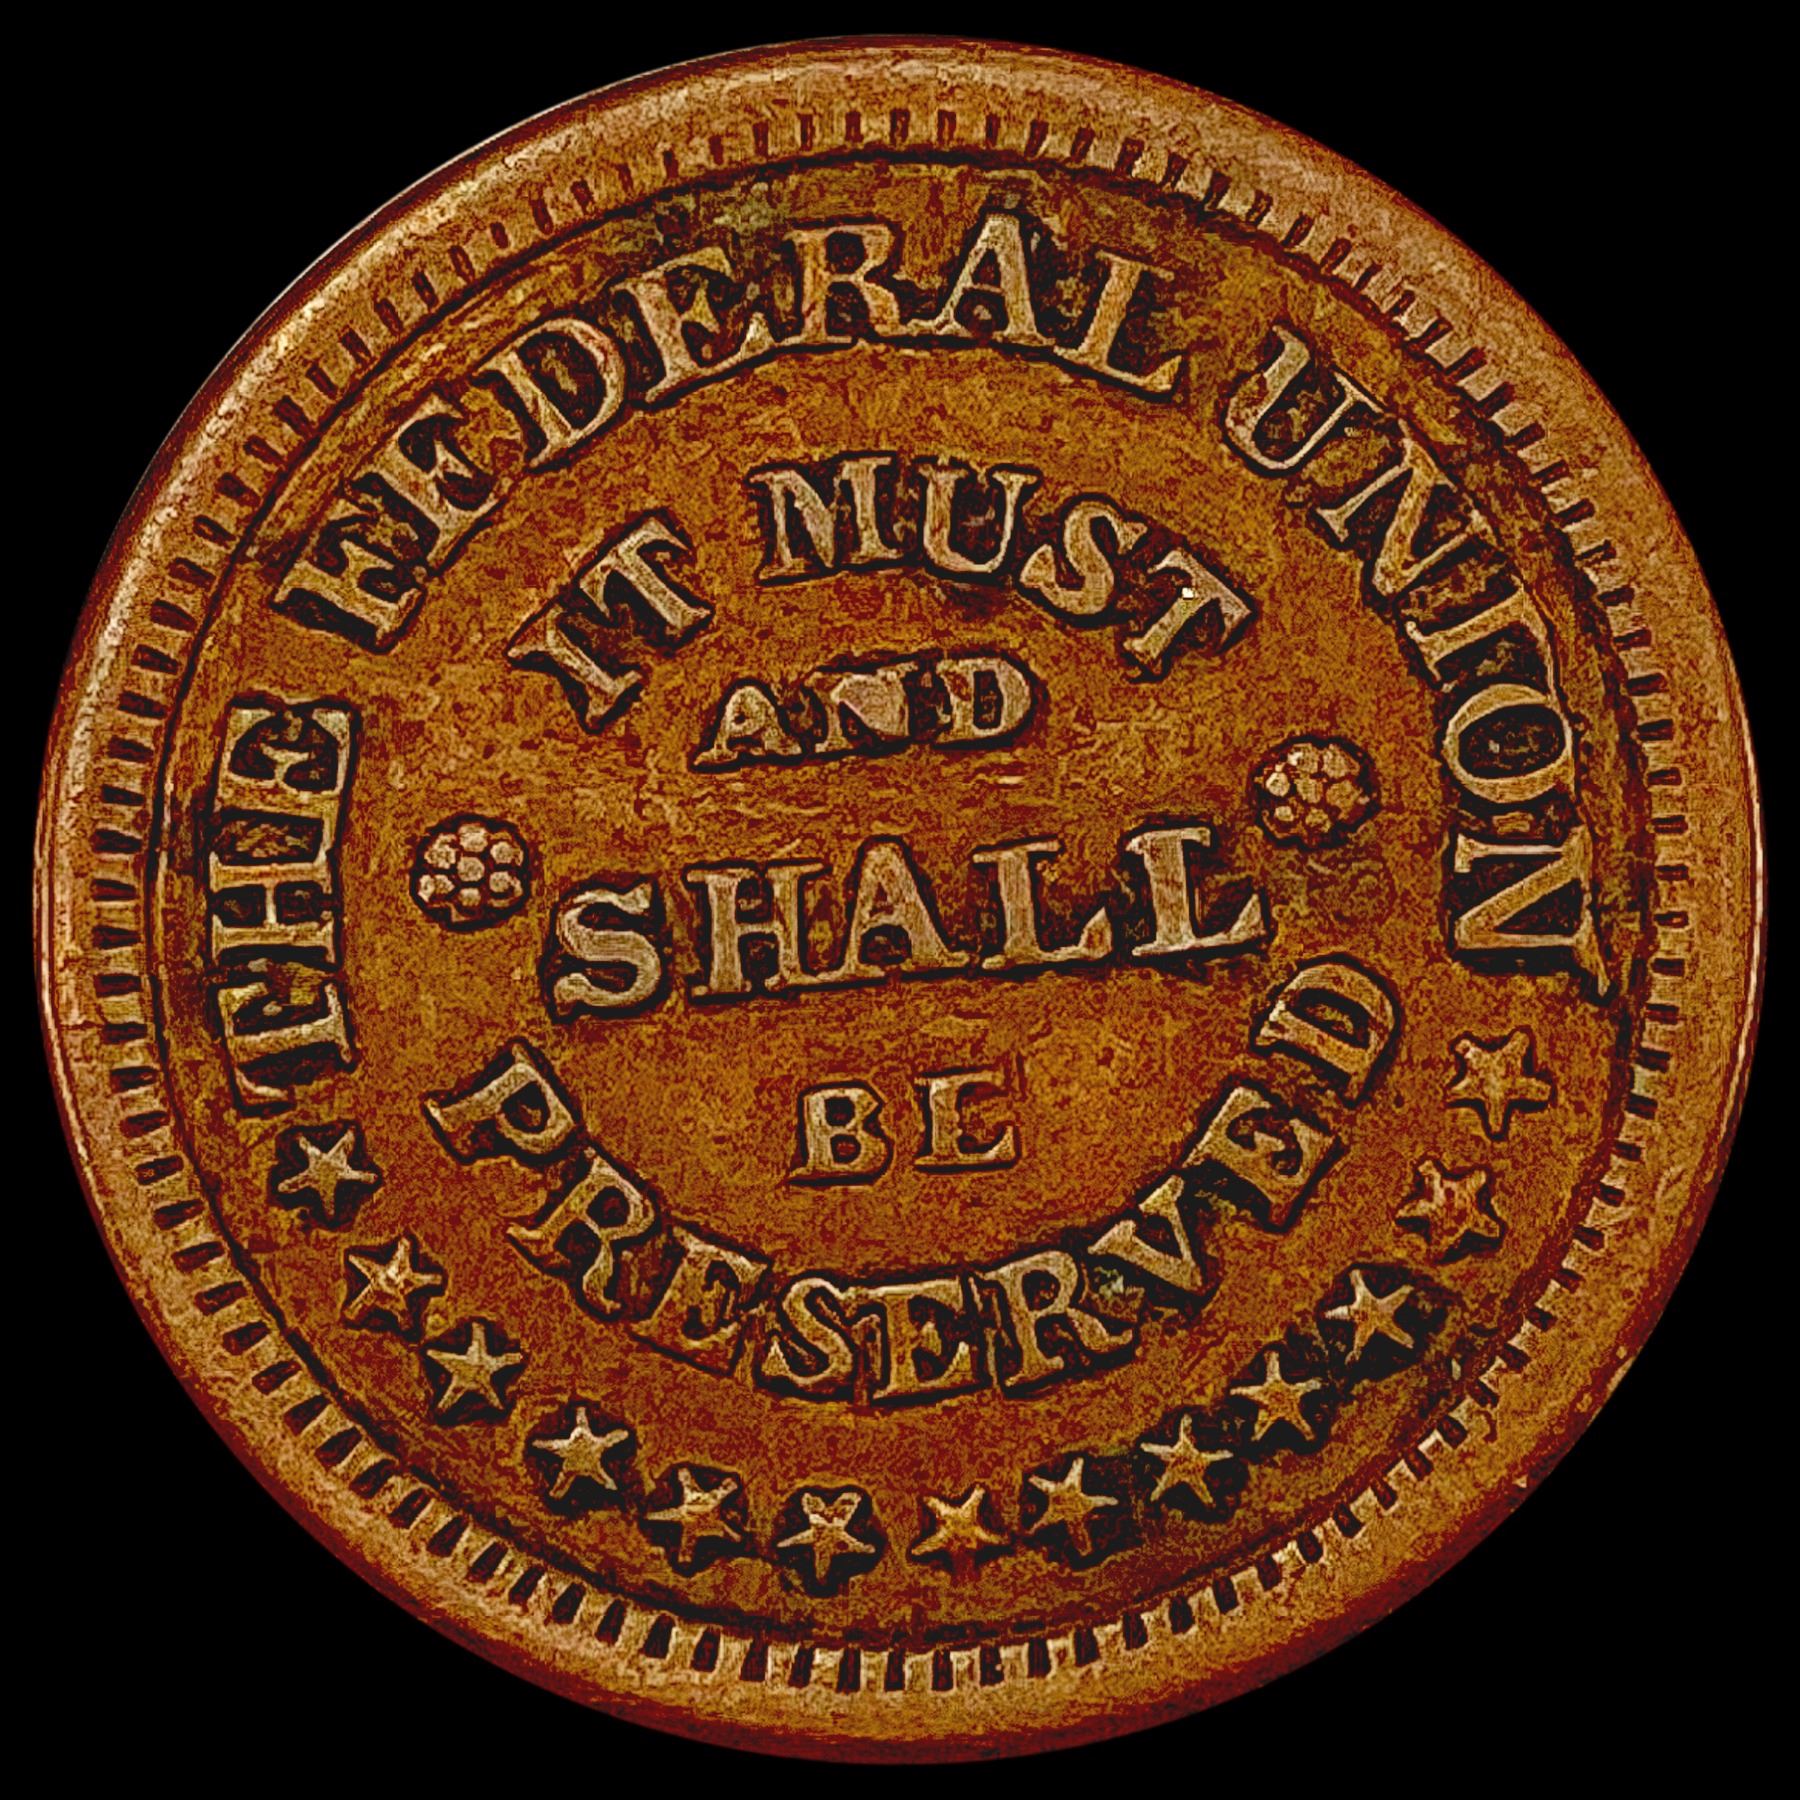 THE FEDERAL UNION
IT MUST
AND
SHALL
BE
PRESERVED